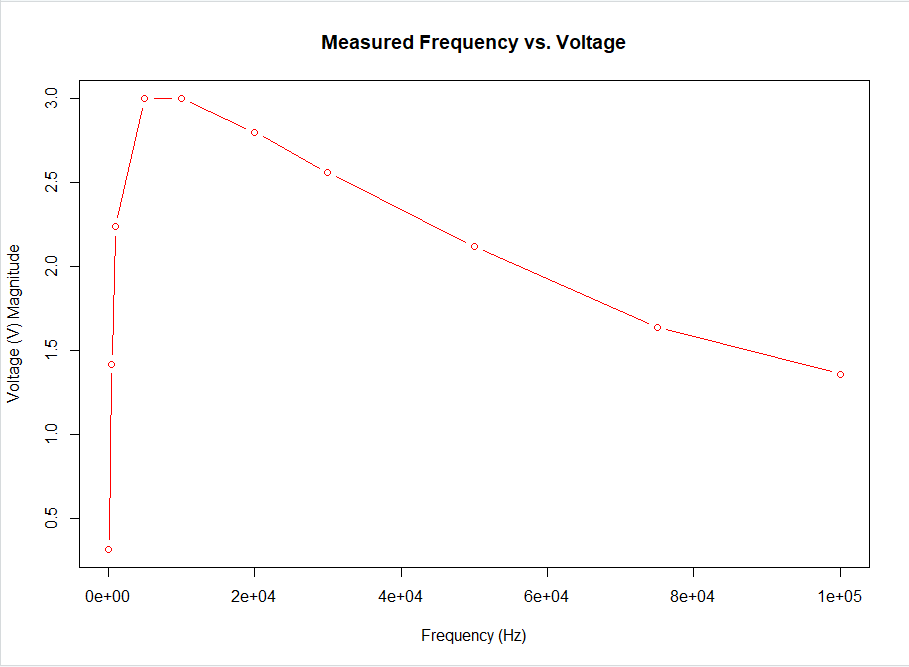 Measured Frequency vs. Voltage
3.0
2.5
2.0
1.5
1.0
0.5
Voltage (V) Magnitude
0e+00 2e+04 4e+04 6e+04 8e+04 1e+05
Frequency (Hz)